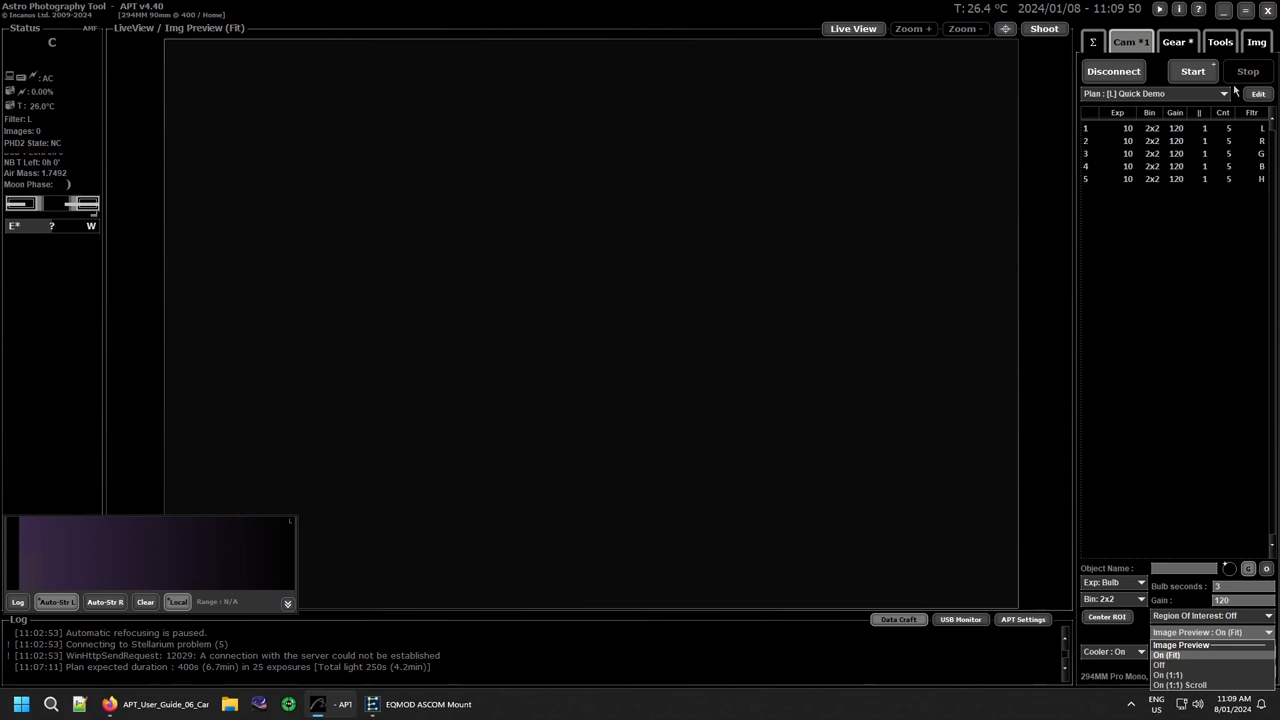 Astro Photography Tool - APT v4.40
© Incanus Ltd. 2009-2024 [294MM 90mm @ 400 / Home]
T: 26.4 ºC 2024/01/08 - 11:09 50
Status AMF
C
: AC
: 0.00%
T : 26.0°C
Filter: L
Images: 0
PHD2 Status: NC
NB T Left: 0h 0'
Air Mass: 1.7492
Moon Phase:
E* ? W
LiveView / Img Preview (Fit)
Live View Zoom + Zoom - Shoot
L
Log *Auto-Str L Auto-Str R Clear *Local Range : N/A
Log
Data Craft USB Monitor APT Settings
[11:02:53] Automatic refocusing is paused.
! [11:02:53] Connecting to Stellarium problem (5)
! [11:02:53] WinHttpSendRequest: 12029: A connection with the server could not be established
[11:07:11] Plan expected duration : 400s (6.7min) in 25 exposures [Total light 250s (4.2min)]
Σ Cam *1 Gear * Tools Img
Disconnect Start + Stop
Plan : [L] Quick Demo Edit
Exp Bin Gain || Cnt Fltr
1 10 2x2 120 1 5 L
2 10 2x2 120 1 5 R
3 10 2x2 120 1 5 G
4 10 2x2 120 1 5 B
5 10 2x2 120 1 5 H
Object Name : G O
Exp: Bulb Bulb seconds : 3
Bin: 2x2 Gain : 120
Center ROI Region Of Interest: Off
Image Preview : On (Fit)
Image Preview
Cooler : On On (Fit)
Off
294MM Pro Mono, On (1:1)
On (1:1) Scroll
APT_User_Guide_06_Car - APT EQMOD ASCOM Mount
ENG
US
11:09 AM
8/01/2024